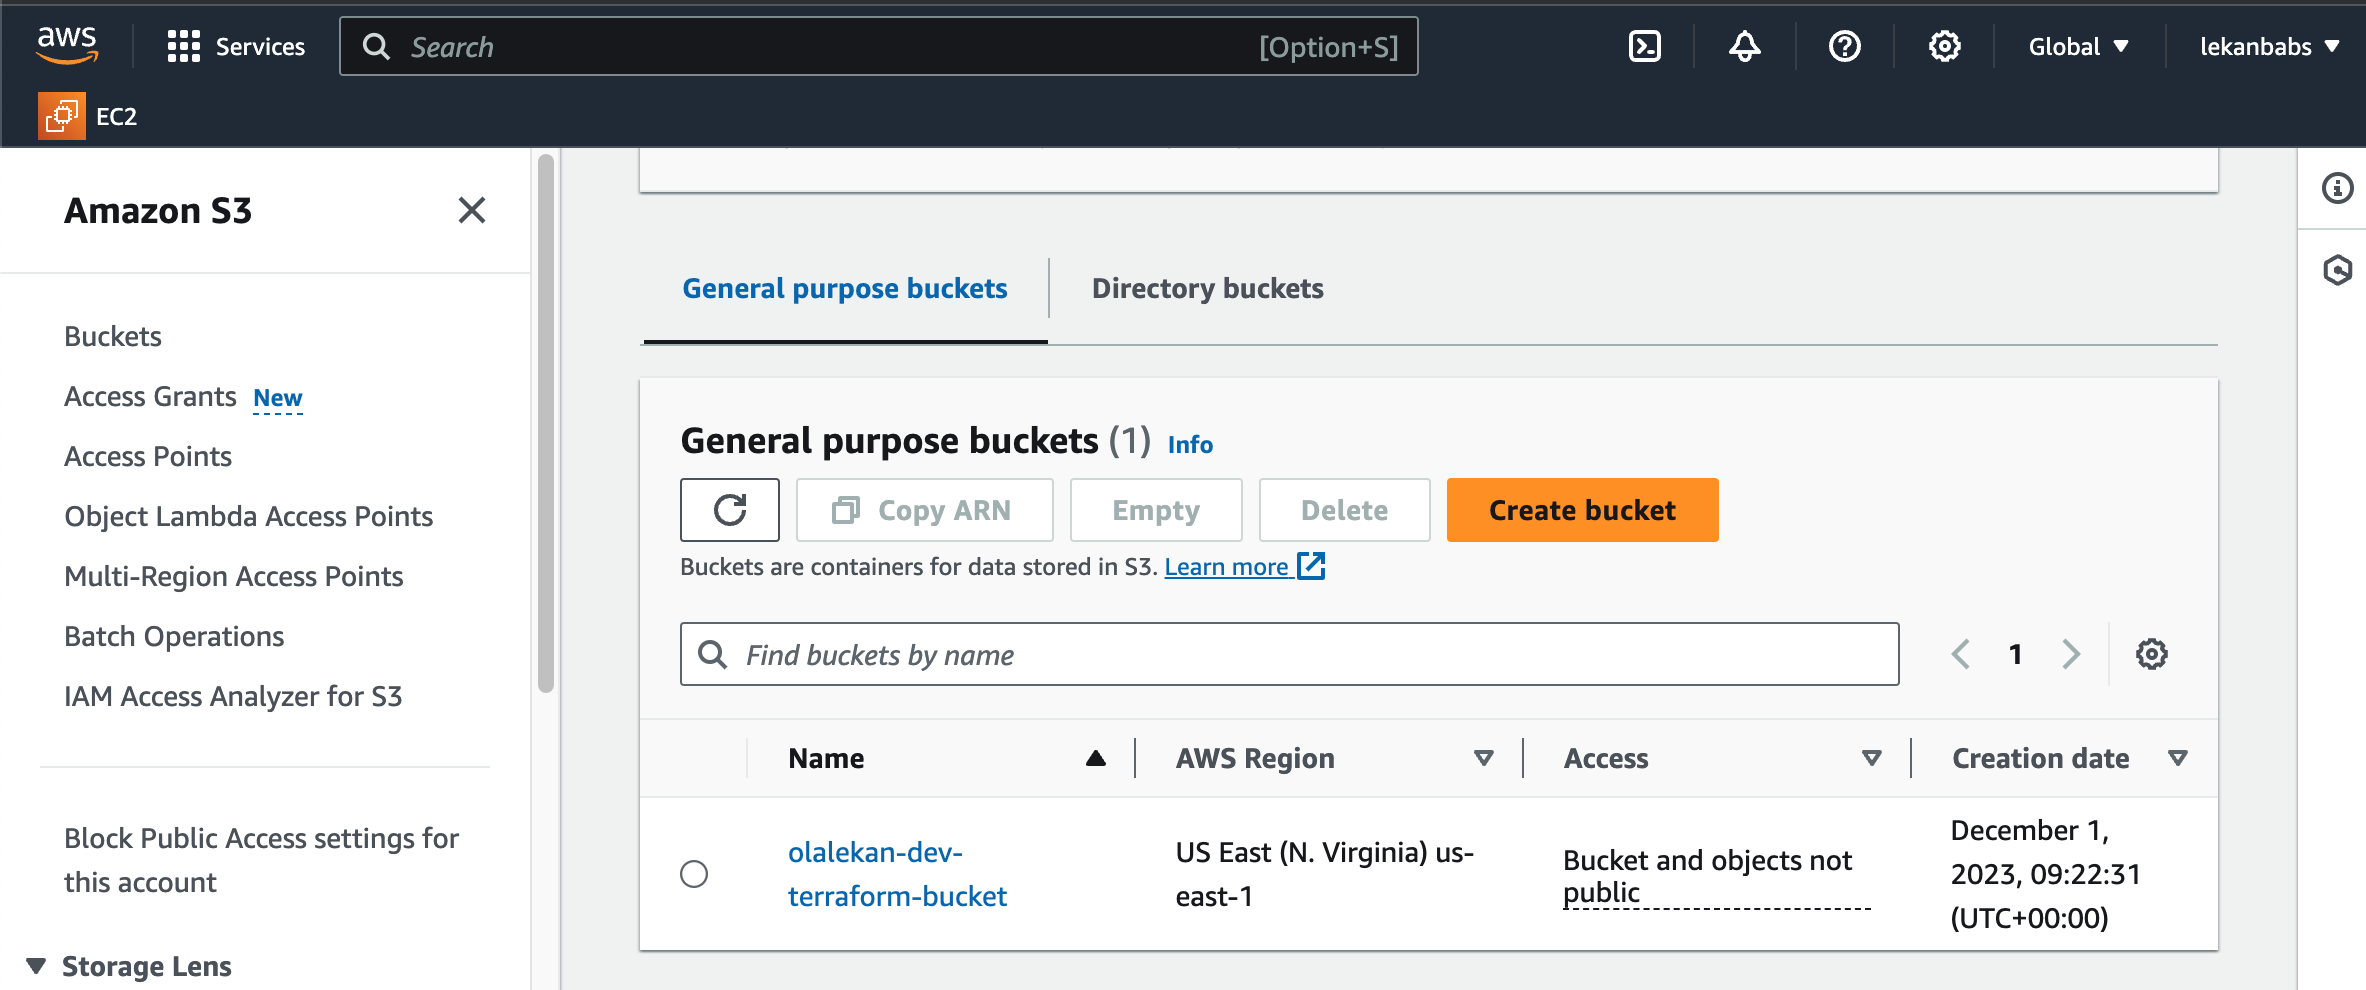 aws
Services
Search
[Option+S]
Global
lekanbabs
EC2
Amazon S3
Buckets
Access Grants New
Access Points
Object Lambda Access Points
Multi-Region Access Points
Batch Operations
IAM Access Analyzer for S3
Block Public Access settings for
this account
Storage Lens
General purpose buckets
Directory buckets
General purpose buckets (1) Info
Copy ARN
Empty
Delete
Create bucket
Buckets are containers for data stored in S3. Learn more
Find buckets by name
1
Name
AWS Region
Access
Creation date
olalekan-dev-
terraform-bucket
US East (N. Virginia) us-
east-1
Bucket and objects not
public
December 1,
2023, 09:22:31
(UTC+00:00)